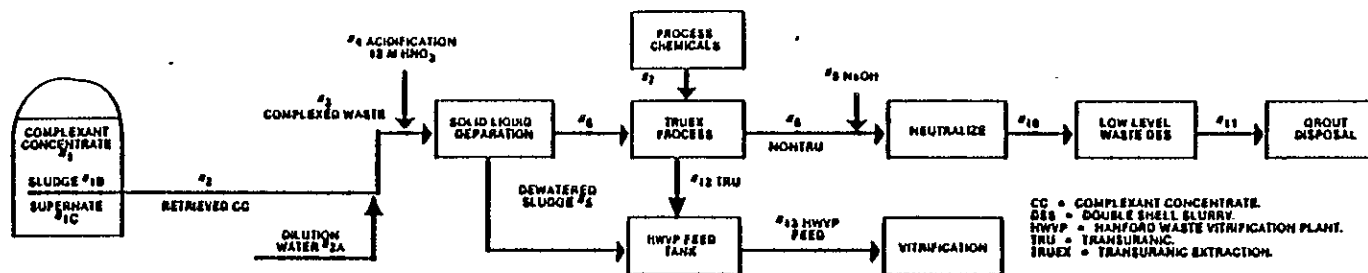 PROCESS
CHEMICALS
#4 ACIDIFICATION
12 M HNO3
#7
#9 NaOH
#3
COMPLEXED WASTE
SOLID LIQUID
SEPARATION
#6
TRUEX
PROCESS
#8
NONTRU
NEUTRALIZE
#10
LOW LEVEL
WASTE DSS
#11
GROUT
DISPOSAL
COMPLEXANT
CONCENTRATE
#1
SLUDGE #1B
SUPERNATE
#1C
#2
RETRIEVED CC
DILUTION
WATER #2A
DEWATERED
SLUDGE #5
#12 TRU
HWVP FEED
TANK
#13 HWVP
FEED
VITRIFICATION
CC = COMPLEXANT CONCENTRATE.
DSS = DOUBLE SHELL SLURRY.
HWVP = HANFORD WASTE VITRIFICATION PLANT.
TRU = TRANSURANIC.
TRUEX = TRANSURANIC EXTRACTION.